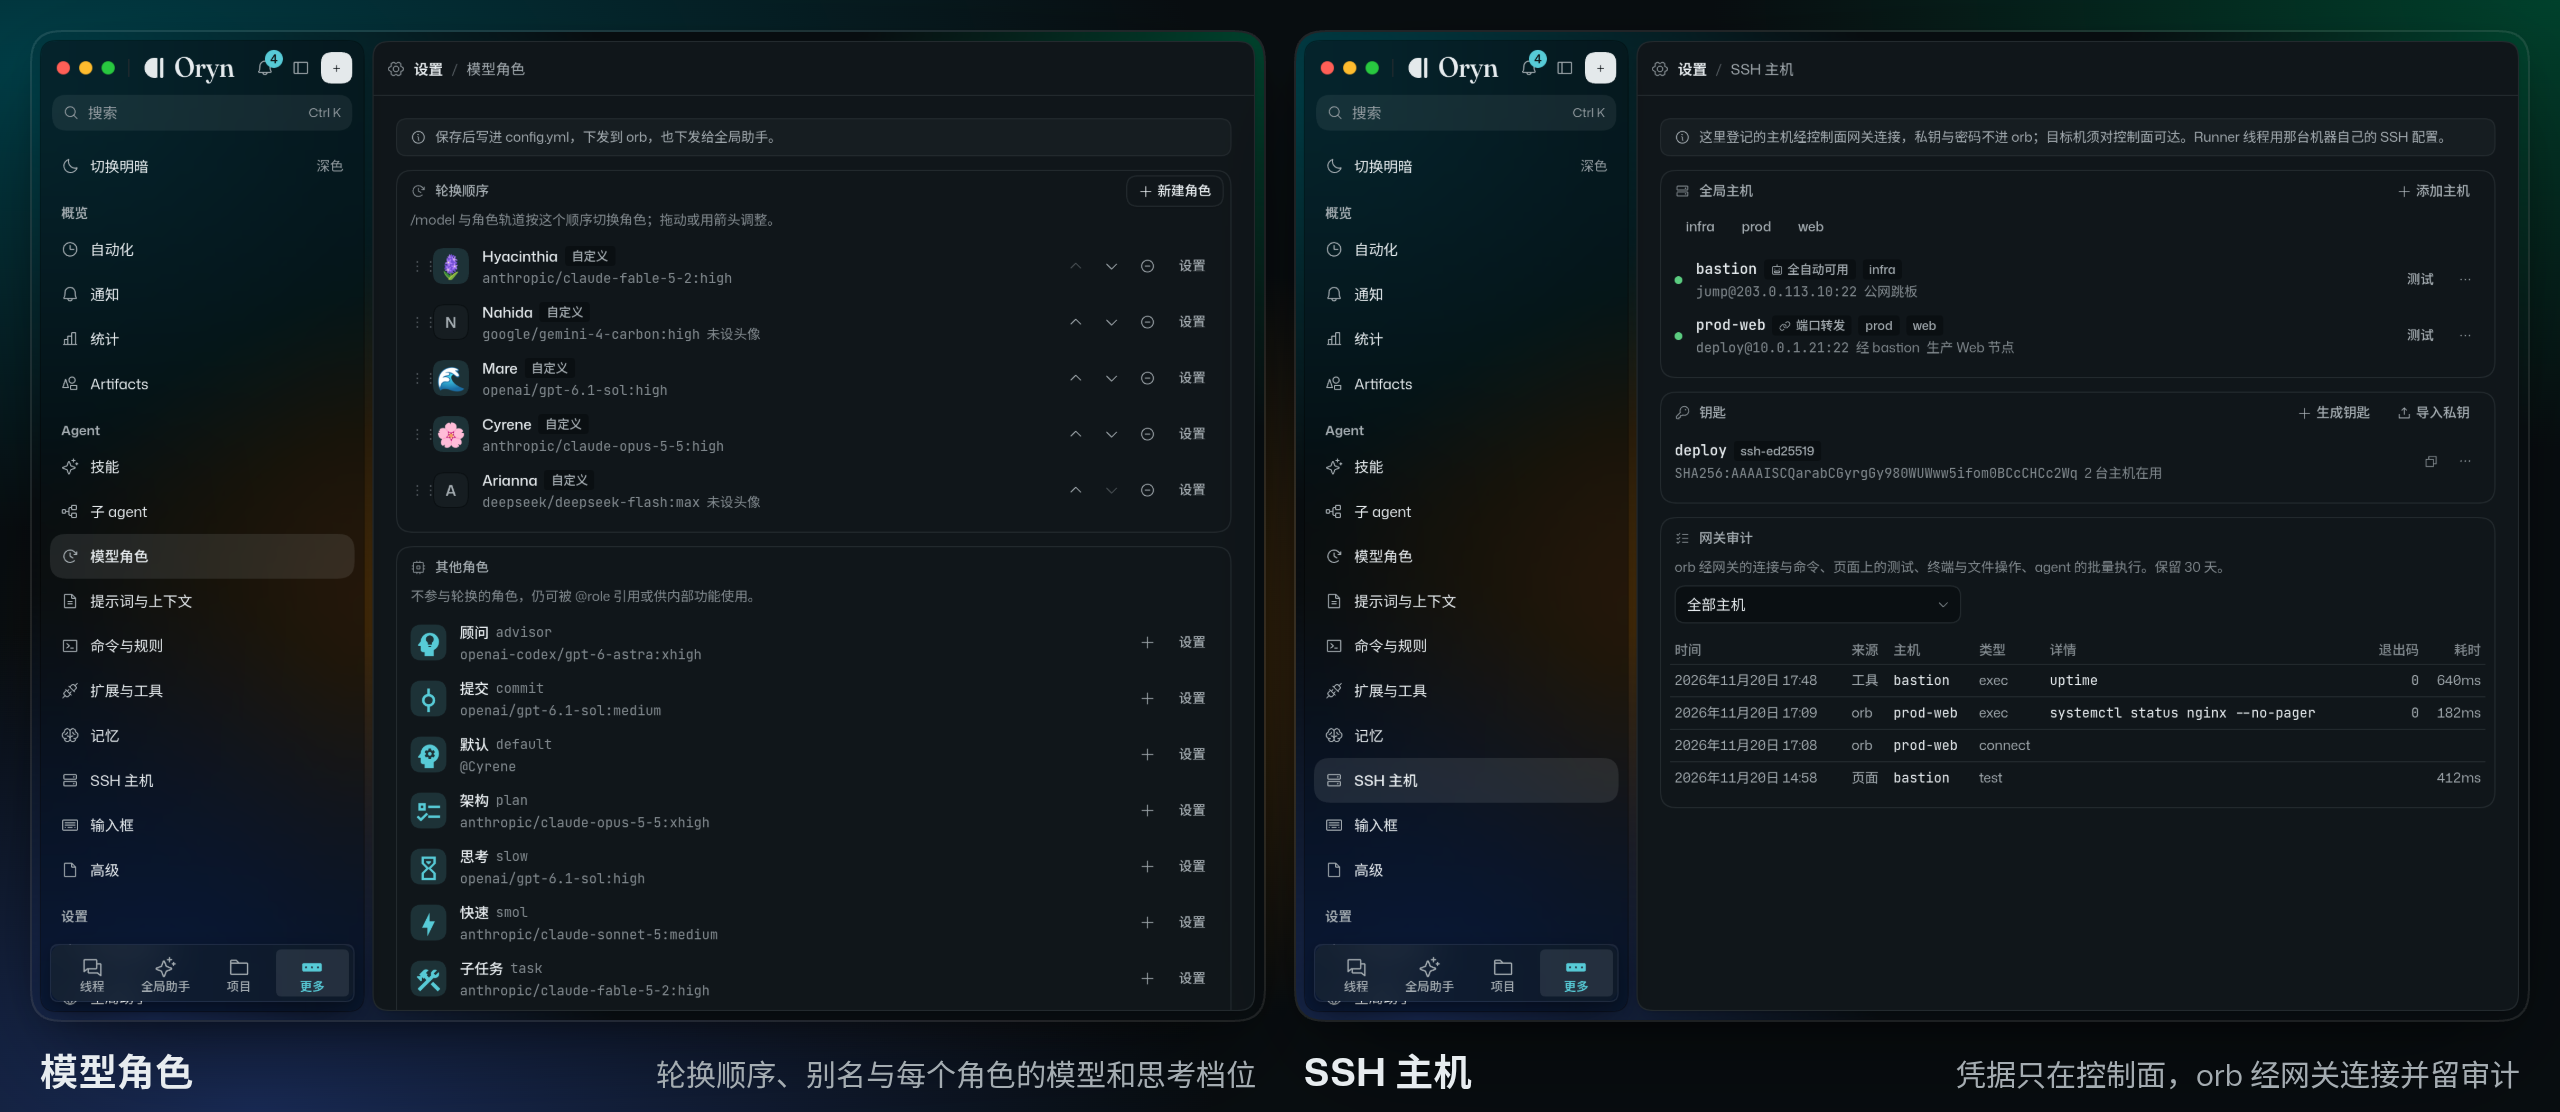 Oryn
4
+
搜索 Ctrl K
切换明暗 深色
概览
自动化
通知
统计
Artifacts
Agent
技能
子 agent
模型角色
提示词与上下文
命令与规则
扩展与工具
记忆
SSH 主机
输入框
高级
设置
线程 全局助手 项目 更多
设置 / 模型角色
保存后写进 config.yml，下发到 orb，也下发给全局助手。
轮换顺序 + 新建角色
/model 与角色轨道按这个顺序切换角色；拖动或用箭头调整。
Hyacinthia 自定义
anthropic/claude-fable-5-2:high 设置
N
Nahida 自定义
google/gemini-4-carbon:high 未设头像 设置
Mare 自定义
openai/gpt-6.1-sol:high 设置
Cyrene 自定义
anthropic/claude-opus-5-5:high 设置
A
Arianna 自定义
deepseek/deepseek-flash:max 未设头像 设置
其他角色
不参与轮换的角色，仍可被 @role 引用或供内部功能使用。
顾问 advisor
openai-codex/gpt-6-astra:xhigh 设置
提交 commit
openai/gpt-6.1-sol:medium 设置
默认 default
@Cyrene 设置
架构 plan
anthropic/claude-opus-5-5:xhigh 设置
思考 slow
openai/gpt-6.1-sol:high 设置
快速 smol
anthropic/claude-sonnet-5:medium 设置
子任务 task
anthropic/claude-fable-5-2:high 设置
模型角色
轮换顺序、别名与每个角色的模型和思考档位
Oryn
4
+
搜索 Ctrl K
切换明暗 深色
概览
自动化
通知
统计
Artifacts
Agent
技能
子 agent
模型角色
提示词与上下文
命令与规则
扩展与工具
记忆
SSH 主机
输入框
高级
设置
线程 全局助手 项目 更多
设置 / SSH 主机
这里登记的主机经控制面网关连接，私钥与密码不进 orb；目标机须对控制面可达。Runner 线程用那台机器自己的 SSH 配置。
全局主机 + 添加主机
infra prod web
bastion 全自动可用 infra
jump@203.0.113.10:22 公网跳板 测试 ···
prod-web 端口转发 prod web
deploy@10.0.1.21:22 经 bastion 生产 Web 节点 测试 ···
钥匙 + 生成钥匙 导入私钥
deploy ssh-ed25519
SHA256:AAAAISCQarabCGyrgGy980WUWww5ifom0BCcCHCc2Wq 2 台主机在用 ···
网关审计
orb 经网关的连接与命令、页面上的测试、终端与文件操作、agent 的批量执行。保留 30 天。
全部主机
时间 来源 主机 类型 详情 退出码 耗时
2026年11月20日 17:48 工具 bastion exec uptime 0 640ms
2026年11月20日 17:09 orb prod-web exec systemctl status nginx --no-pager 0 182ms
2026年11月20日 17:08 orb prod-web connect
2026年11月20日 14:58 页面 bastion test 412ms
SSH 主机
凭据只在控制面，orb 经网关连接并留审计